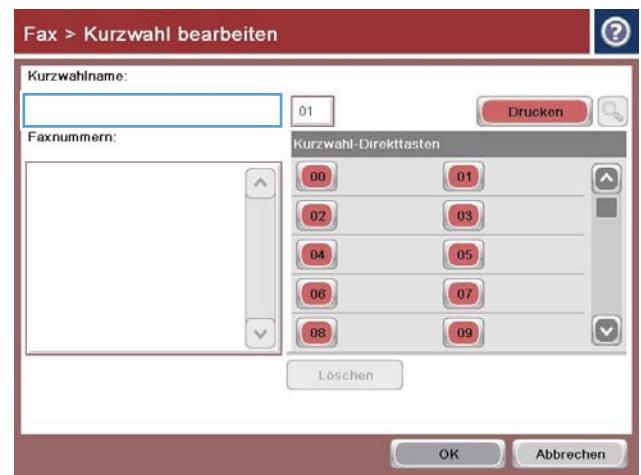 Fax > Kurzwahl bearbeiten
?
Kurzwahlname:
01
Drucken
Faxnummern:
Kurzwahl-Direkttasten
00 01
02 03
04 05
06 07
08 09
Löschen
OK Abbrechen